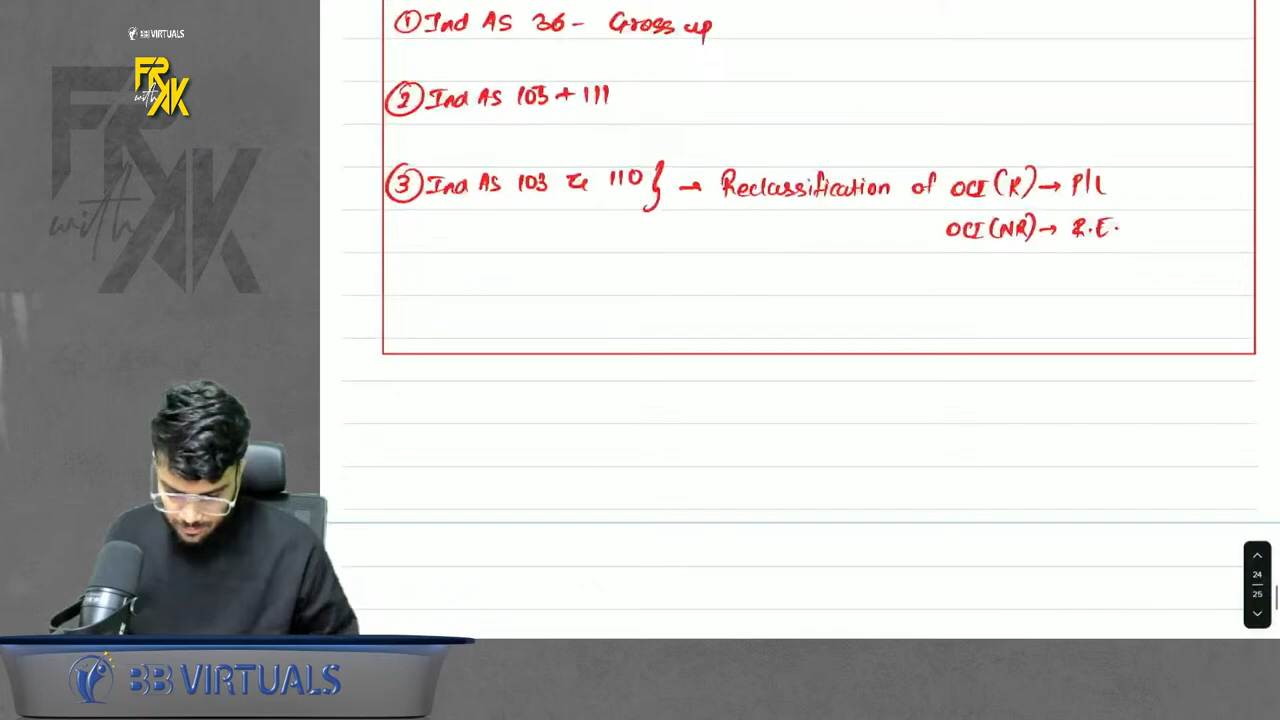 BB VIRTUALS
FR
with
AK
① Ind AS 36 - Gross up
② Ind AS 103 + 111
③ Ind AS 103 & 110 } → Reclassification of OCI (R) → P/L
OCI (NR) → R.E.
24
25
BB VIRTUALS